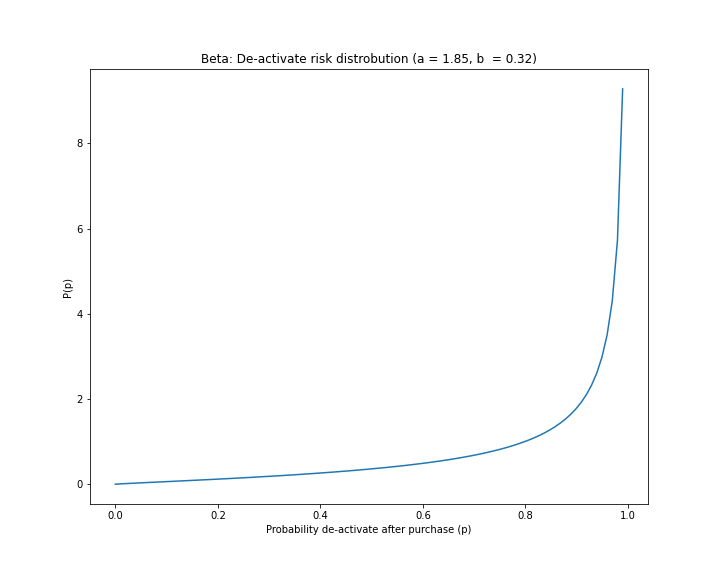 Beta: De-activate risk distrobution (a = 1.85, b  = 0.32)
8
6
4
2
0
P(p)
0.0 0.2 0.4 0.6 0.8 1.0
Probability de-activate after purchase (p)